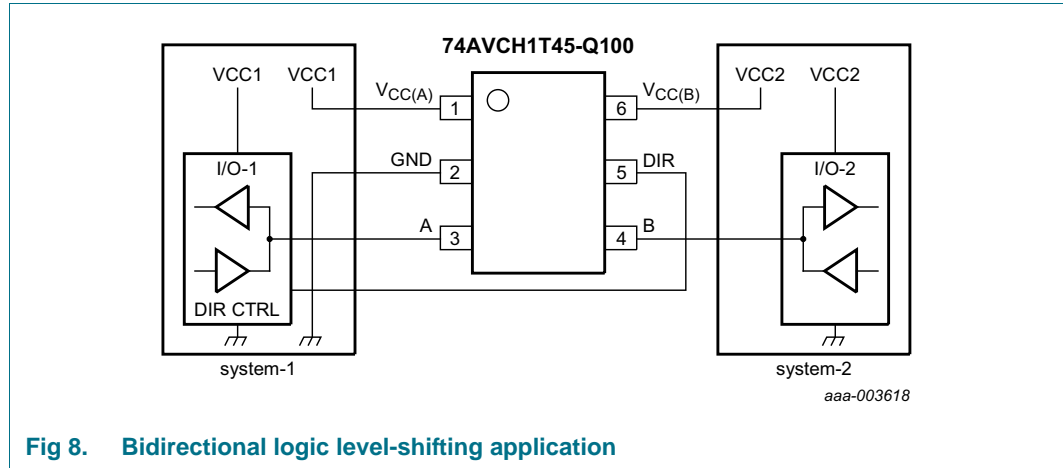 74AVCH1T45-Q100
VCC1 VCC1
VCC(A)
1
VCC(B)
6
VCC2 VCC2
I/O-1
GND
2
DIR
5
I/O-2
A
3
B
4
DIR CTRL
system-1
system-2
aaa-003618
Fig 8. Bidirectional logic level-shifting application